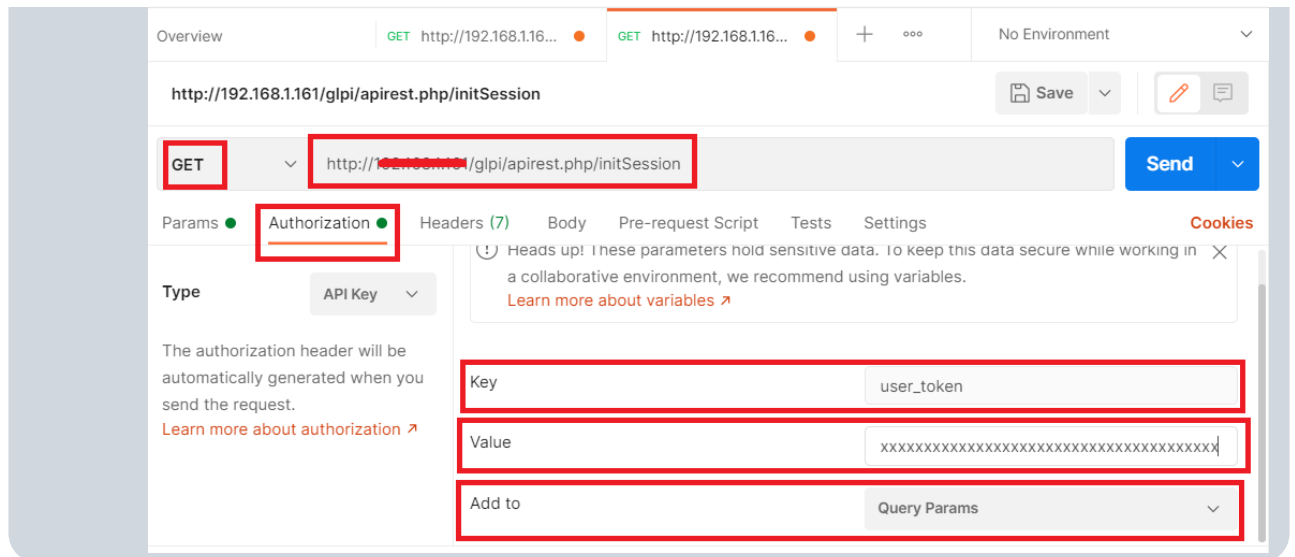 Overview
GET http://192.168.1.16...
GET http://192.168.1.16...
No Environment
http://192.168.1.161/glpi/apirest.php/initSession
Save
GET
http:///glpi/apirest.php/initSession
Send
Params
Authorization
Headers (7)
Body
Pre-request Script
Tests
Settings
Cookies
Heads up! These parameters hold sensitive data. To keep this data secure while working in
a collaborative environment, we recommend using variables.
Learn more about variables ↗
Type
API Key
The authorization header will be
automatically generated when you
send the request.
Learn more about authorization ↗
Key
user_token
Value
xxxxxxxxxxxxxxxxxxxxxxxxxxxxxxxxxxxxxxxx
Add to
Query Params